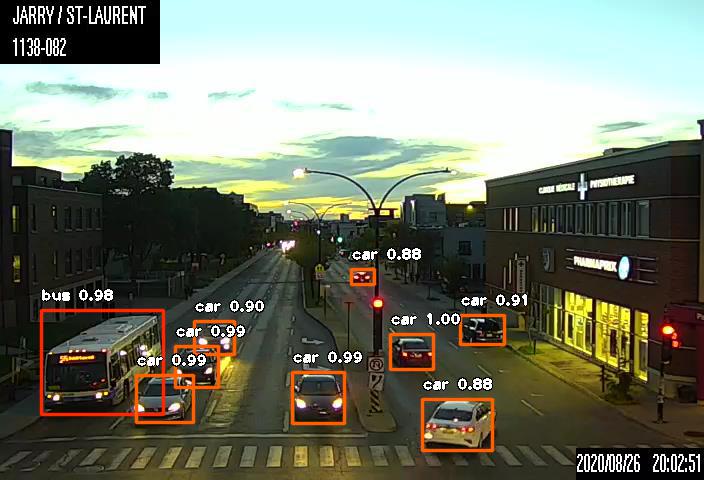 JARRY / ST-LAURENT
1138-082
CLINIQUE MÉDICALE PHYSIOTHÉRAPIE
PHARMAPRIX
car 0.88
bus 0.98
car 0.90
car 0.91
car 0.99
car 1.00
car 0.99
car 0.99
car 0.88
2020/08/26 20:02:51